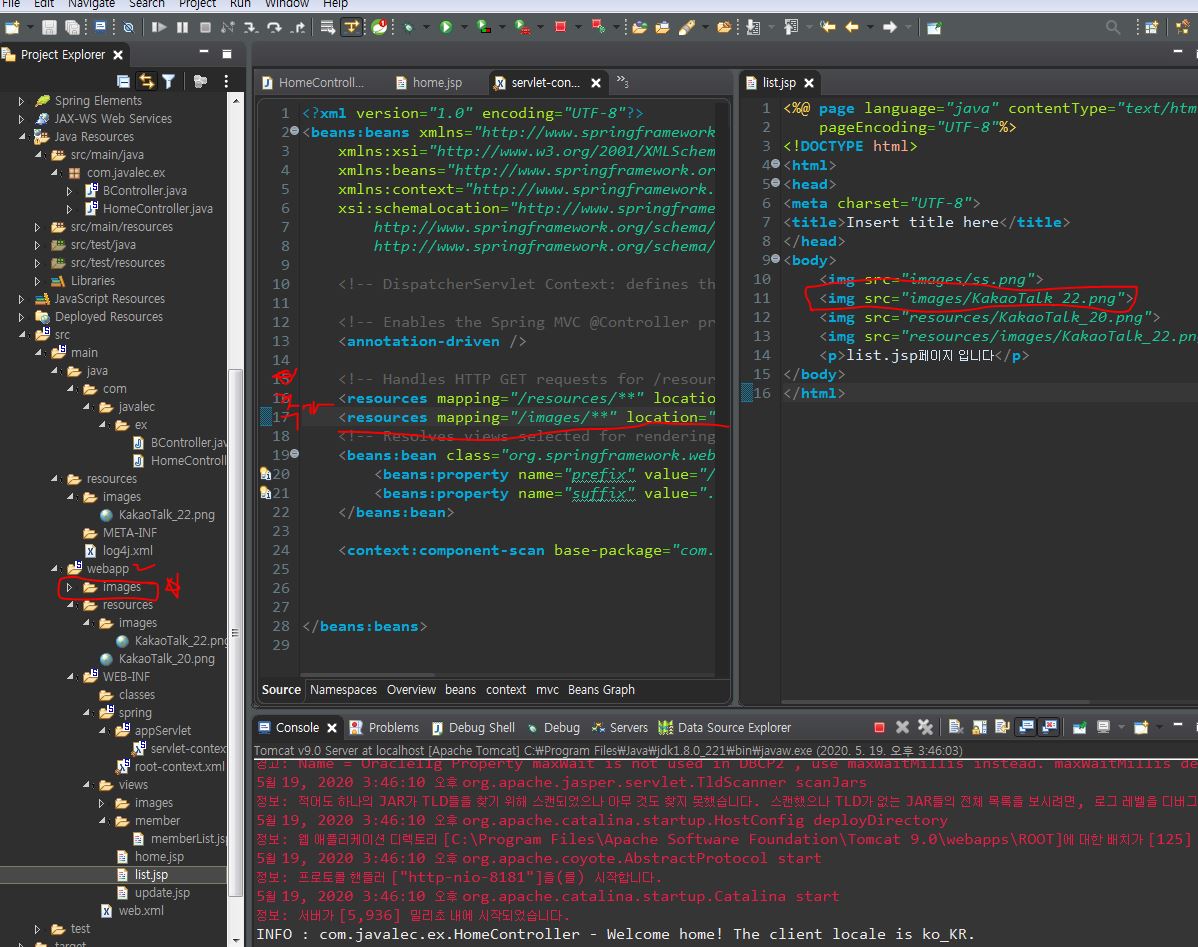 File Edit Navigate Search Project Run Window Help
Project Explorer
Spring Elements
JAX-WS Web Services
Java Resources
src/main/java
com.javalec.ex
BController.java
HomeController.java
src/main/resources
src/test/java
src/test/resources
Libraries
JavaScript Resources
Deployed Resources
src
main
java
com
javalec
ex
BController.jav
HomeControll
resources
images
KakaoTalk_22.png
META-INF
log4j.xml
webapp
images
resources
images
KakaoTalk_22.png
KakaoTalk_20.png
WEB-INF
classes
spring
appServlet
servlet-contex
root-context.xml
views
images
member
memberList.jsp
home.jsp
list.jsp
update.jsp
web.xml
test
target
HomeControll... home.jsp servlet-con... »3
1 <?xml version="1.0" encoding="UTF-8"?>
2 <beans:beans xmlns="http://www.springframework
3 xmlns:xsi="http://www.w3.org/2001/XMLSchem
4 xmlns:beans="http://www.springframework.or
5 xmlns:context="http://www.springframework.
6 xsi:schemaLocation="http://www.springframe
7 http://www.springframework.org/schema/
8 http://www.springframework.org/schema/
9
10 <!-- DispatcherServlet Context: defines th
11
12 <!-- Enables the Spring MVC @Controller pr
13 <annotation-driven />
14
15 <!-- Handles HTTP GET requests for /resour
16 <resources mapping="/resources/**" locatio
17 <resources mapping="/images/**" location="
18 <!-- Resolves views selected for rendering
19 <beans:bean class="org.springframework.web
20 <beans:property name="prefix" value="/
21 <beans:property name="suffix" value=".
22 </beans:bean>
23
24 <context:component-scan base-package="com.
25
26
27
28 </beans:beans>
29
Source Namespaces Overview beans context mvc Beans Graph
list.jsp
1 <%@ page language="java" contentType="text/htm
2 pageEncoding="UTF-8"%>
3 <!DOCTYPE html>
4 <html>
5 <head>
6 <meta charset="UTF-8">
7 <title>Insert title here</title>
8 </head>
9 <body>
10 <img src="images/ss.png">
11 <img src="images/KakaoTalk_22.png">
12 <img src="resources/KakaoTalk_20.png">
13 <img src="resources/images/KakaoTalk_22.pn
14 <p>list.jsp페이지 입니다</p>
15 </body>
16 </html>
Console Problems Debug Shell Debug Servers Data Source Explorer
Tomcat v9.0 Server at localhost [Apache Tomcat] C:₩Program Files₩Java₩jdk1.8.0_221₩bin₩javaw.exe (2020. 5. 19. 오후 3:46:03)
경고: Name = Oracle11g Property maxWait is not used in DBCP2 , use maxWaitMillis instead. maxWaitMillis de
5월 19, 2020 3:46:10 오후 org.apache.jasper.servlet.TldScanner scanJars
정보: 적어도 하나의 JAR가 TLD들을 찾기 위해 스캔되었으나 아무 것도 찾지 못했습니다. 스캔했으나 TLD가 없는 JAR들의 전체 목록을 보시려면, 로그 레벨을 디버그
5월 19, 2020 3:46:10 오후 org.apache.catalina.startup.HostConfig deployDirectory
정보: 웹 애플리케이션 디렉토리 [C:\Program Files\Apache Software Foundation\Tomcat 9.0\webapps\ROOT]에 대한 배치가 [125]
5월 19, 2020 3:46:10 오후 org.apache.coyote.AbstractProtocol start
정보: 프로토콜 핸들러 ["http-nio-8181"]을(를) 시작합니다.
5월 19, 2020 3:46:10 오후 org.apache.catalina.startup.Catalina start
정보: 서버가 [5,936] 밀리초 내에 시작되었습니다.
INFO : com.javalec.ex.HomeController - Welcome home! The client locale is ko_KR.